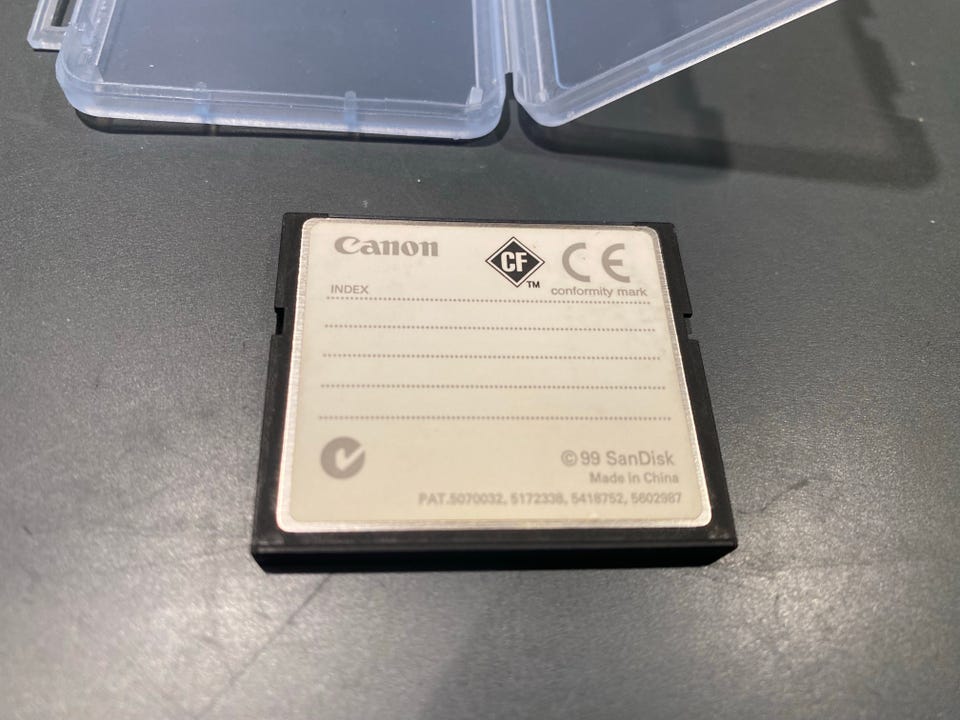 Canon
CF TM
CE
INDEX
conformity mark
©99 SanDisk
Made in China
PAT.5070032, 5172338, 5418752, 5602987